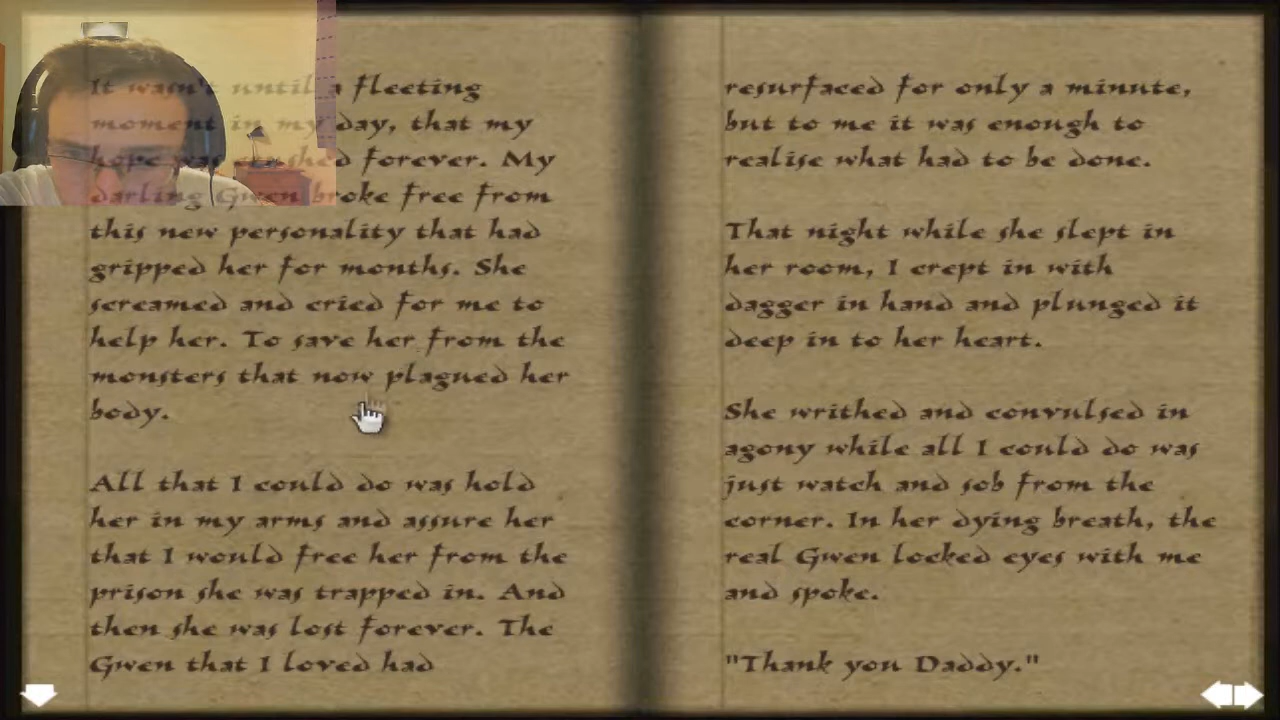 It wasn't until a fleeting
moment in my day, that my
hope was crushed forever. My
darling Gwen broke free from
this new personality that had
gripped her for months. She
screamed and cried for me to
help her. To save her from the
monsters that now plagued her
body.
All that I could do was hold
her in my arms and assure her
that I would free her from the
prison she was trapped in. And
then she was lost forever. The
Gwen that I loved had
resurfaced for only a minute,
but to me it was enough to
realise what had to be done.
That night while she slept in
her room, I crept in with
dagger in hand and plunged it
deep in to her heart.
She writhed and convulsed in
agony while all I could do was
just watch and sob from the
corner. In her dying breath, the
real Gwen locked eyes with me
and spoke.
"Thank you Daddy."